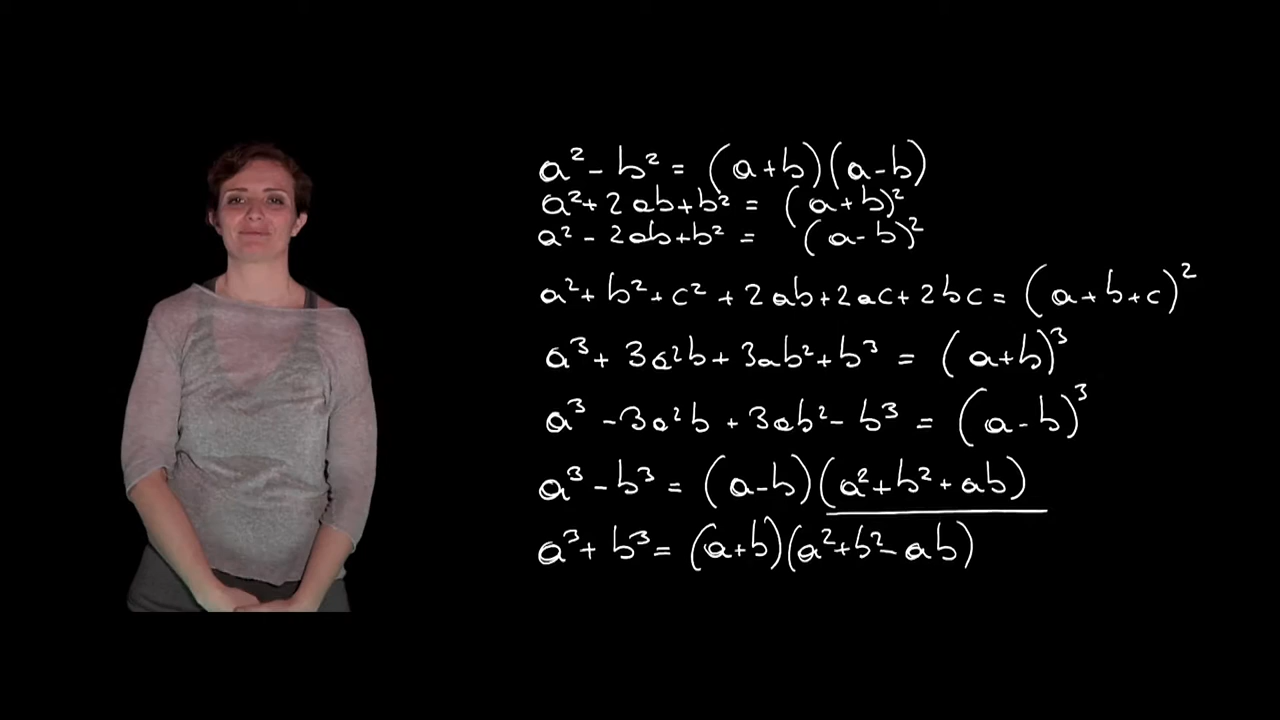 a² - b² = (a+b)(a-b)
a² + 2ab + b² = (a+b)²
a² - 2ab + b² = (a-b)²
a² + b² + c² + 2ab + 2ac + 2bc = (a+b+c)²
a³ + 3a²b + 3ab² + b³ = (a+b)³
a³ - 3a²b + 3ab² - b³ = (a-b)³
a³ - b³ = (a-b)(a² + b² + ab)
a³ + b³ = (a+b)(a² + b² - ab)